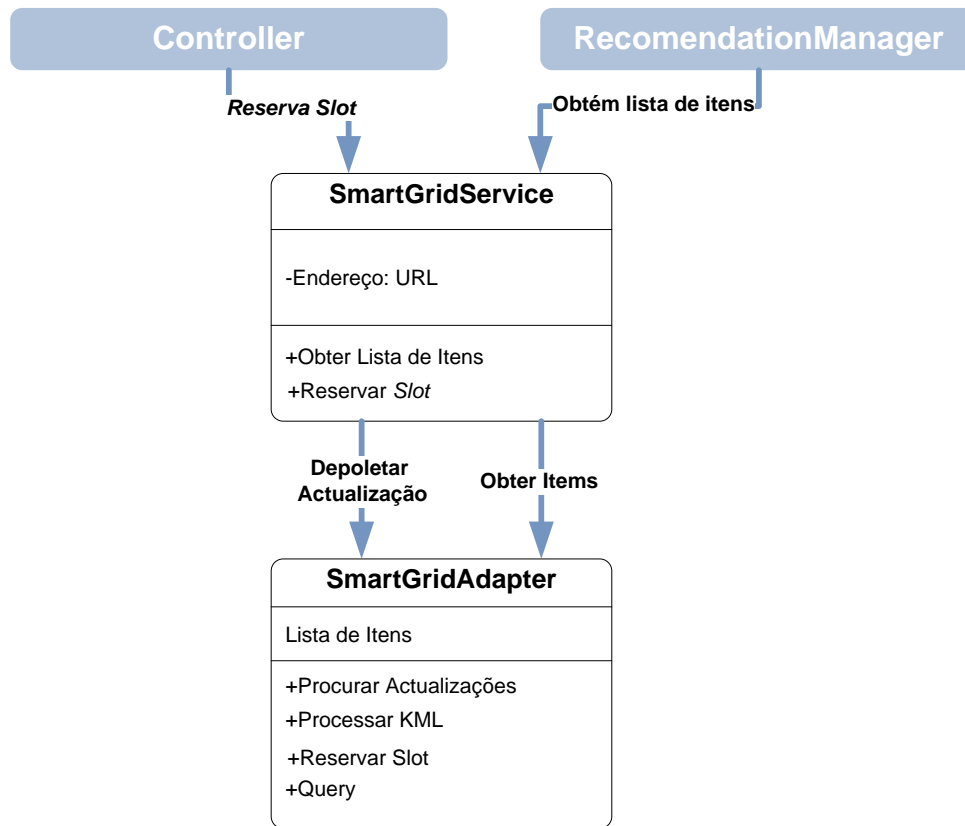 Controller
RecomendationManager
Reserva Slot
Obtém lista de itens
SmartGridService
-Endereço: URL
+Obter Lista de Itens
+Reservar Slot
Depoletar
Actualização
Obter Items
SmartGridAdapter
Lista de Itens
+Procurar Actualizações
+Processar KML
+Reservar Slot
+Query